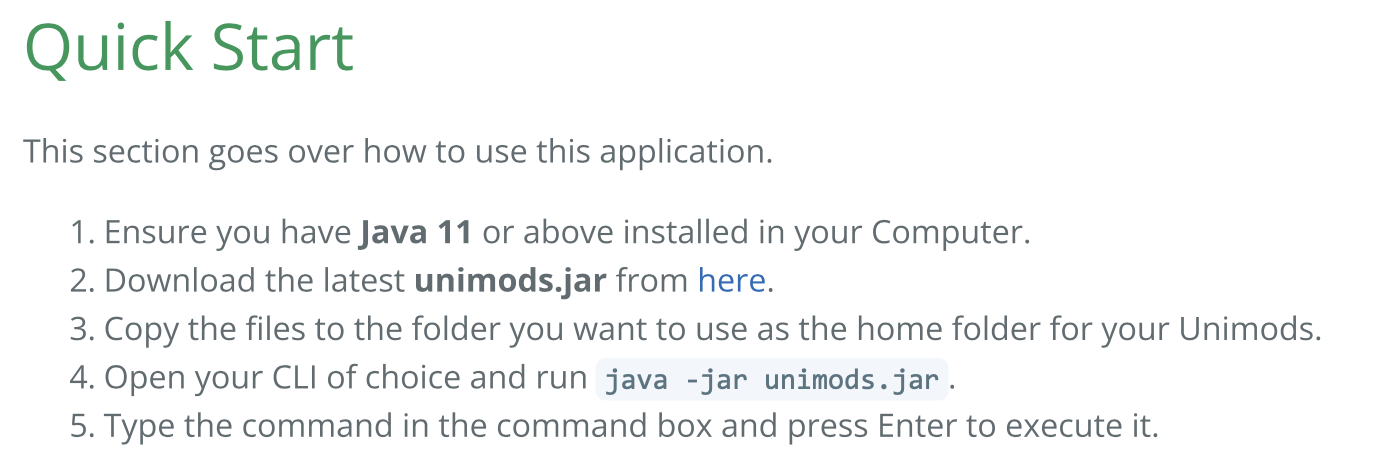 Quick Start
This section goes over how to use this application.
1. Ensure you have Java 11 or above installed in your Computer.
2. Download the latest unimods.jar from here.
3. Copy the files to the folder you want to use as the home folder for your Unimods.
4. Open your CLI of choice and run java -jar unimods.jar.
5. Type the command in the command box and press Enter to execute it.